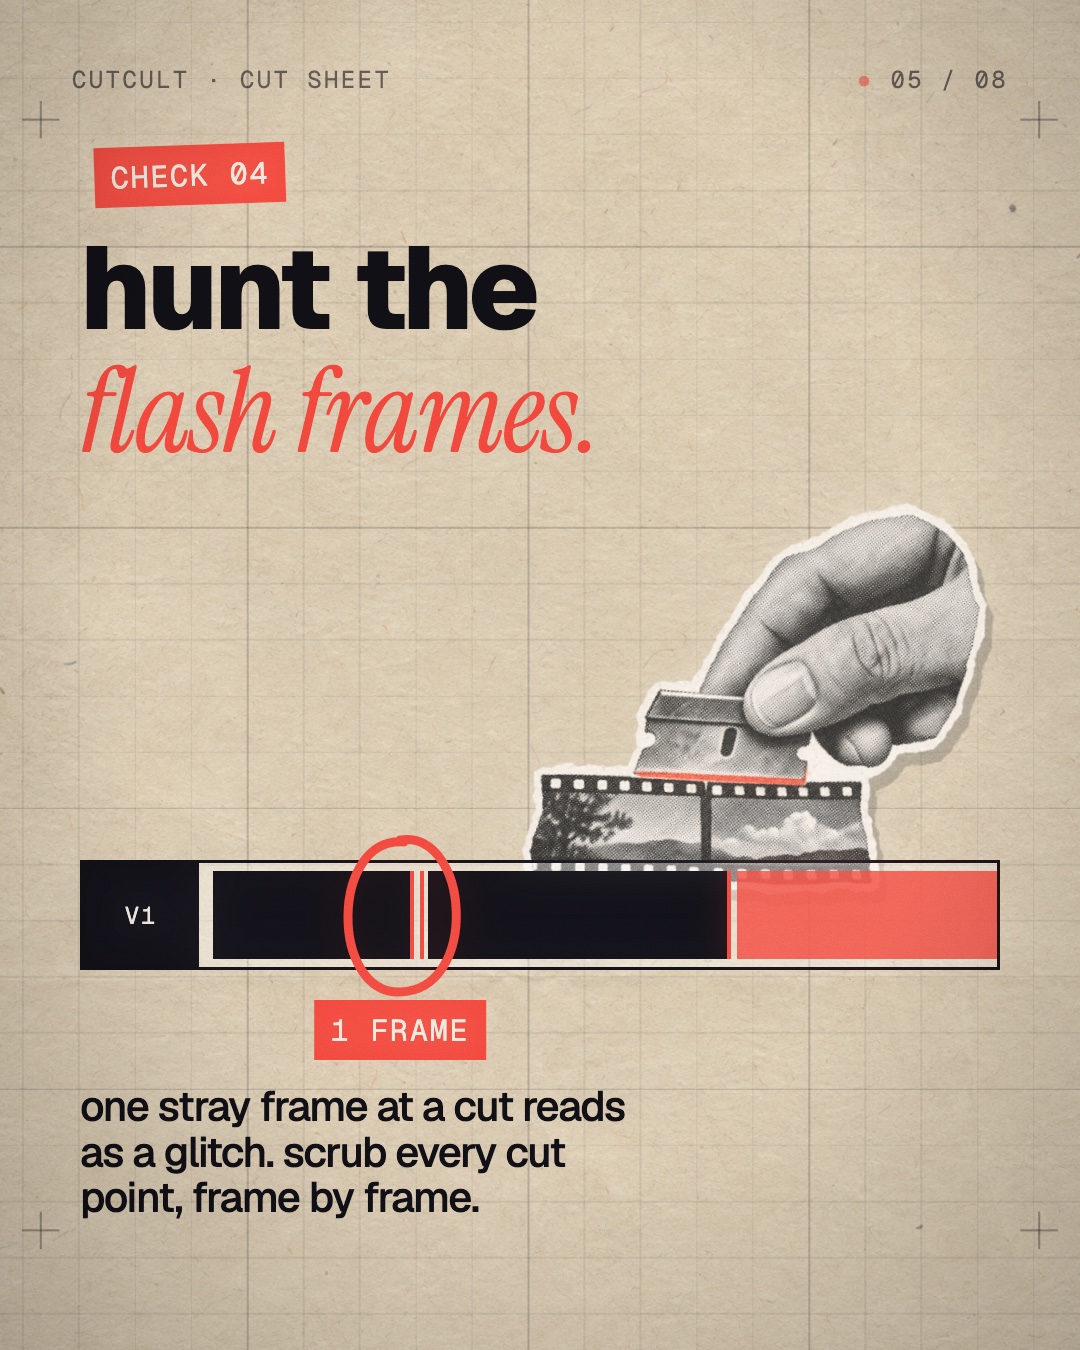 CUTCULT · CUT SHEET
05 / 08
CHECK 04
hunt the
flash frames.
V1
1 FRAME
one stray frame at a cut reads
as a glitch. scrub every cut
point, frame by frame.